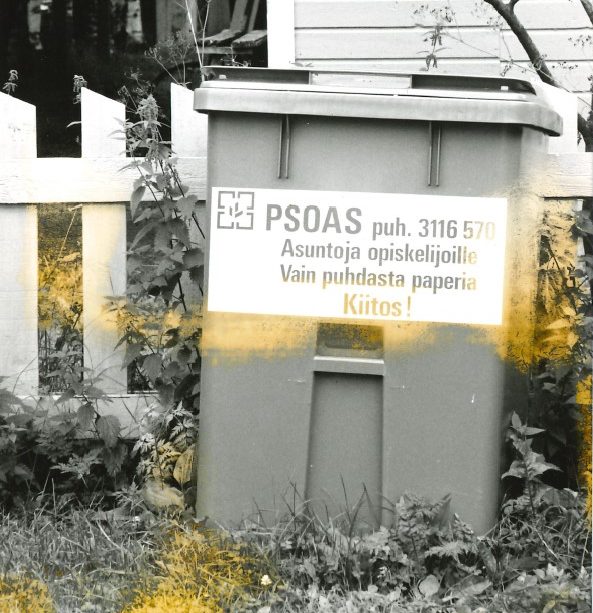 PSOAS puh. 3116 570
Asuntoja opiskelijoille
Vain puhdasta paperia
Kiitos!